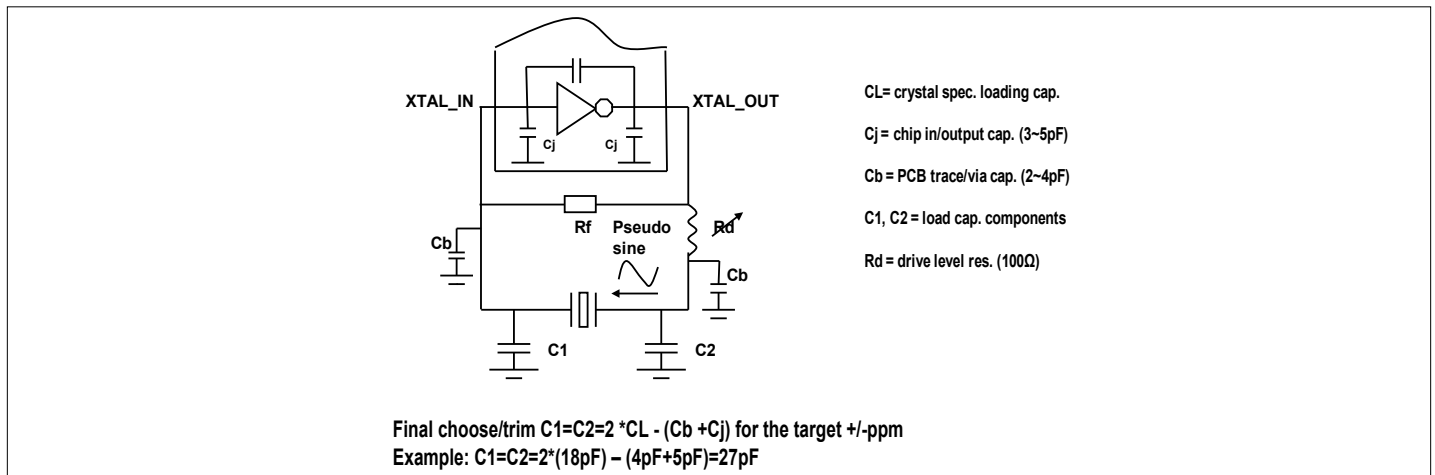 XTAL_IN
XTAL_OUT
Cj
Cj
Rf
Pseudo
sine
Rd
Cb
Cb
C1
C2
CL= crystal spec. loading cap.
Cj = chip in/output cap. (3~5pF)
Cb = PCB trace/via cap. (2~4pF)
C1, C2 = load cap. components
Rd = drive level res. (100Ω)
Final choose/trim C1=C2=2 *CL - (Cb +Cj) for the target +/-ppm
Example: C1=C2=2*(18pF) – (4pF+5pF)=27pF